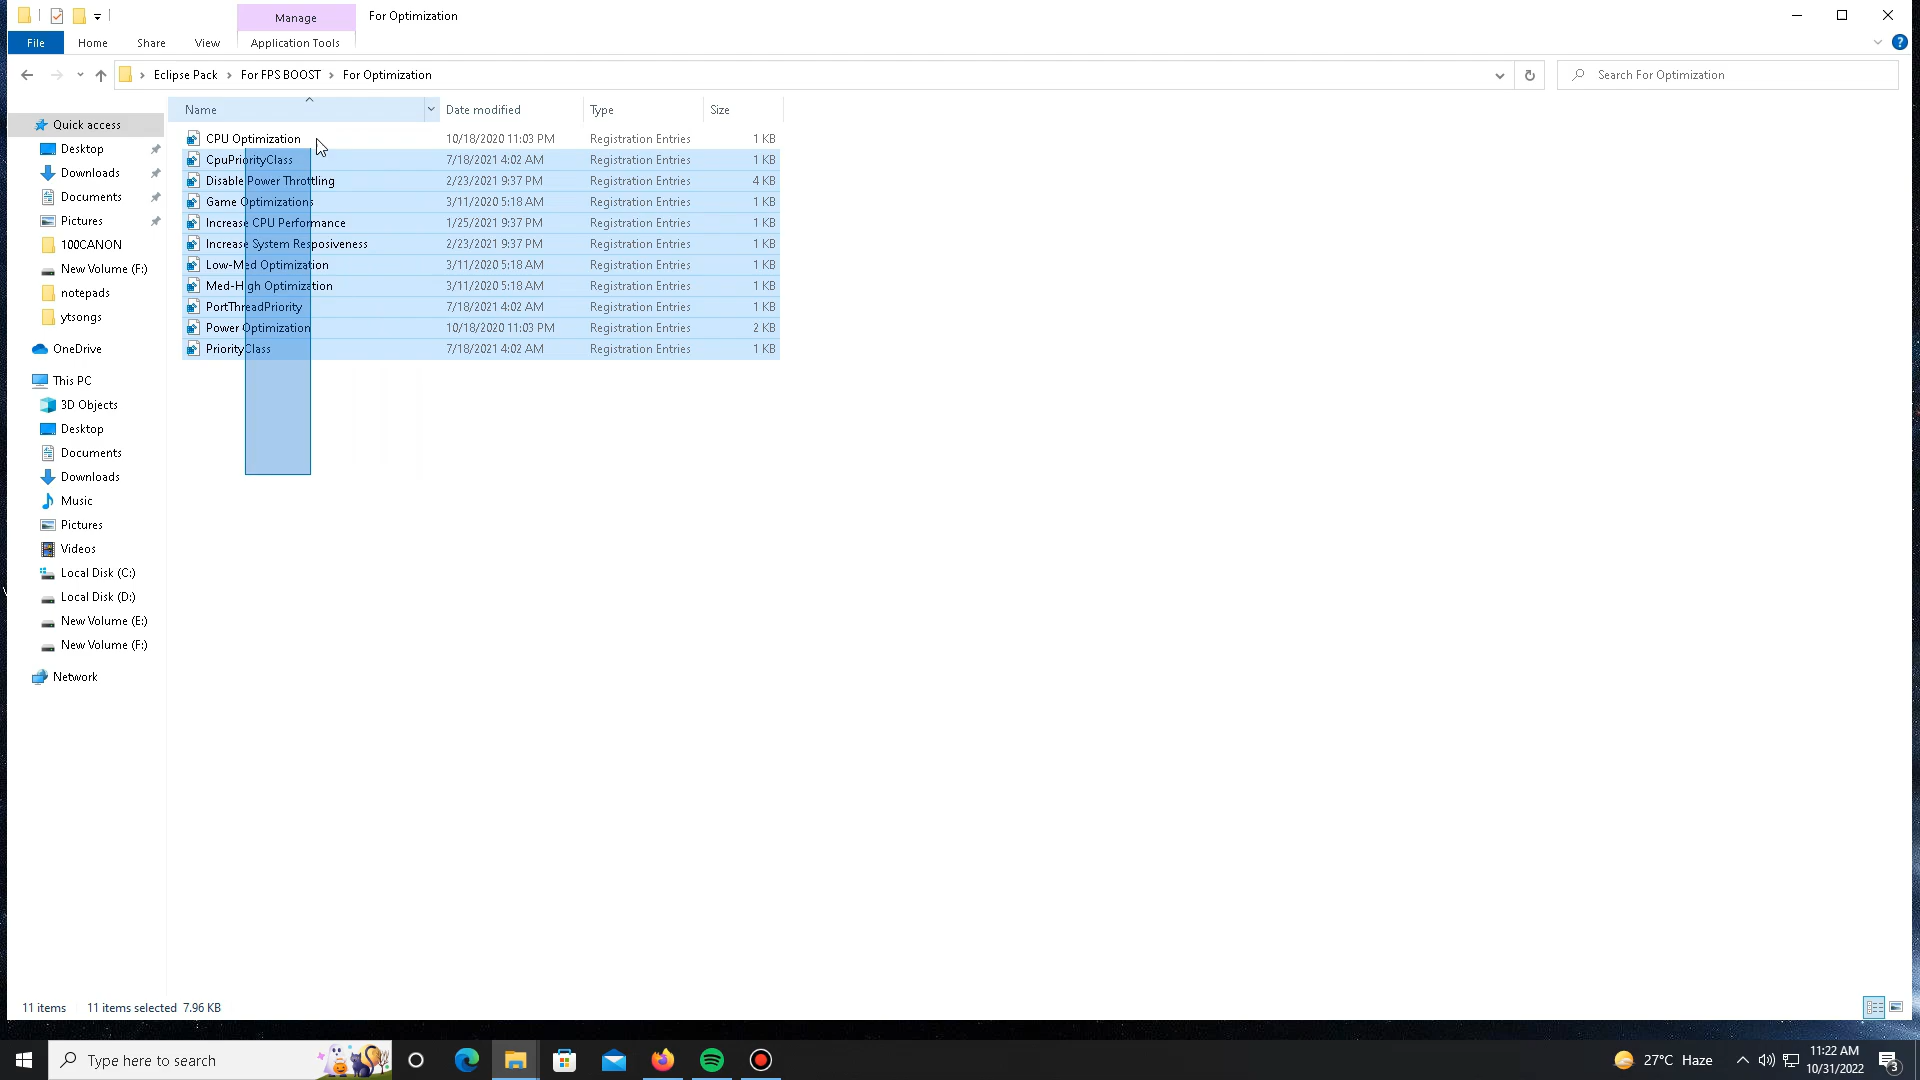 Manage
For Optimization
File
Home
Share
View
Application Tools
Eclipse Pack
For FPS BOOST
For Optimization
Search For Optimization
Name
Date modified
Type
Size
Quick access
Desktop
Downloads
Documents
Pictures
100CANON
New Volume (F:)
notepads
ytsongs
OneDrive
This PC
3D Objects
Desktop
Documents
Downloads
Music
Pictures
Videos
Local Disk (C:)
Local Disk (D:)
New Volume (E:)
New Volume (F:)
Network
CPU Optimization 10/18/2020 11:03 PM Registration Entries 1 KB
CpuPriorityClass 7/18/2021 4:02 AM Registration Entries 1 KB
Disable Power Throttling 2/23/2021 9:37 PM Registration Entries 4 KB
Game Optimizations 3/11/2020 5:18 AM Registration Entries 1 KB
Increase CPU Performance 1/25/2021 9:37 PM Registration Entries 1 KB
Increase System Resposiveness 2/23/2021 9:37 PM Registration Entries 1 KB
Low-Med Optimization 3/11/2020 5:18 AM Registration Entries 1 KB
Med-High Optimization 3/11/2020 5:18 AM Registration Entries 1 KB
PortThreadPriority 7/18/2021 4:02 AM Registration Entries 1 KB
Power Optimization 10/18/2020 11:03 PM Registration Entries 2 KB
PriorityClass 7/18/2021 4:02 AM Registration Entries 1 KB
11 items
11 items selected 7.96 KB
Type here to search
27°C Haze
11:22 AM
10/31/2022
3